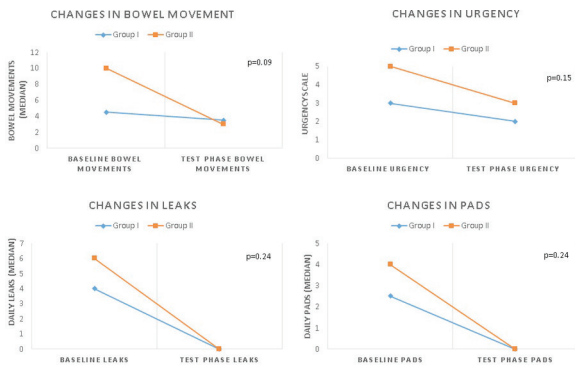 CHANGES IN BOWEL MOVEMENT
Group I Group II
BOWEL MOVEMENTS
(MEDIAN)
12
10
8
6
4
2
0
p=0.09
BASELINE BOWEL
MOVEMENTS
TEST PHASE BOWEL
MOVEMENTS
CHANGES IN URGENCY
Group I Group II
URGENCY SCALE
5
4
3
2
1
0
p=0.15
BASELINE URGENCY
TEST PHASE URGENCY
CHANGES IN LEAKS
Group I Group II
DAILY LEAKS (MEDIAN)
7
6
5
4
3
2
1
0
p=0.24
BASELINE LEAKS
TEST PHASE LEAKS
CHANGES IN PADS
Group I Group II
DAILY PADS (MEDIAN)
5
4
3
2
1
0
p=0.24
BASELINE PADS
TEST PHASE PADS